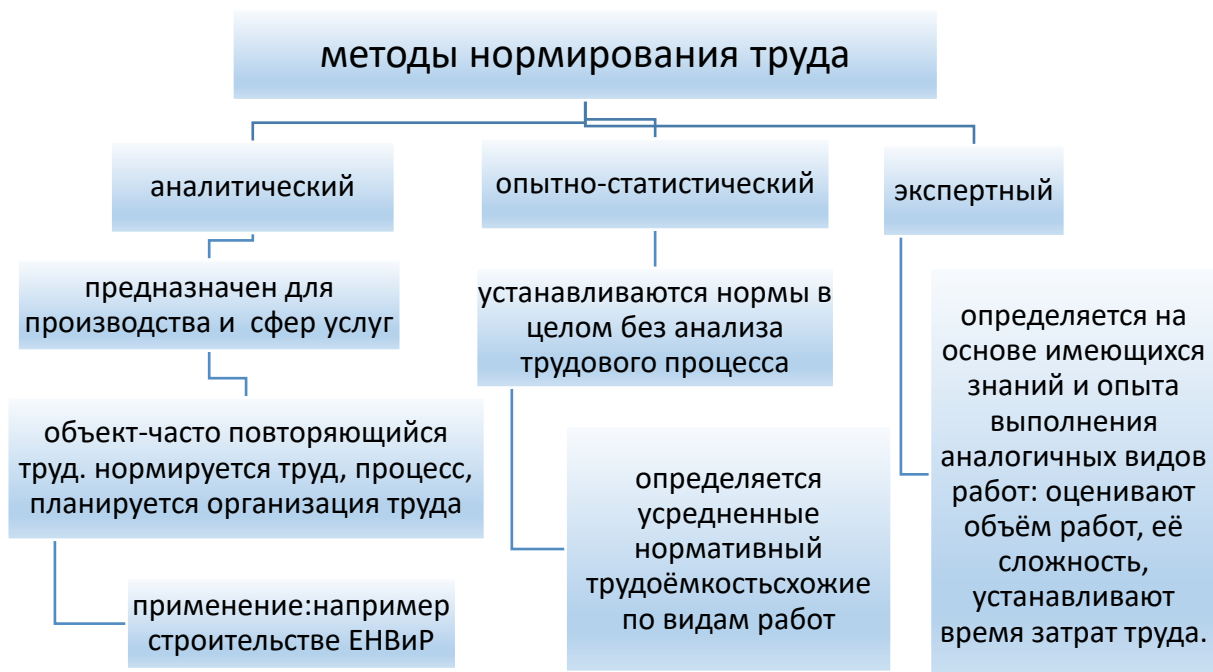 методы нормирования труда
аналитический
предназначен для
производства и сфер услуг
объект-часто повторяющийся
труд. нормируется труд, процесс,
планируется организация труда
применение:например
строительстве ЕНВиР
опытно-статистический
устанавливаются нормы в
целом без анализа
трудового процесса
определяется
усредненные
нормативный
трудоёмкостьсхожие
по видам работ
экспертный
определяется на
основе имеющихся
знаний и опыта
выполнения
аналогичных видов
работ: оценивают
объём работ, её
сложность,
устанавливают
время затрат труда.